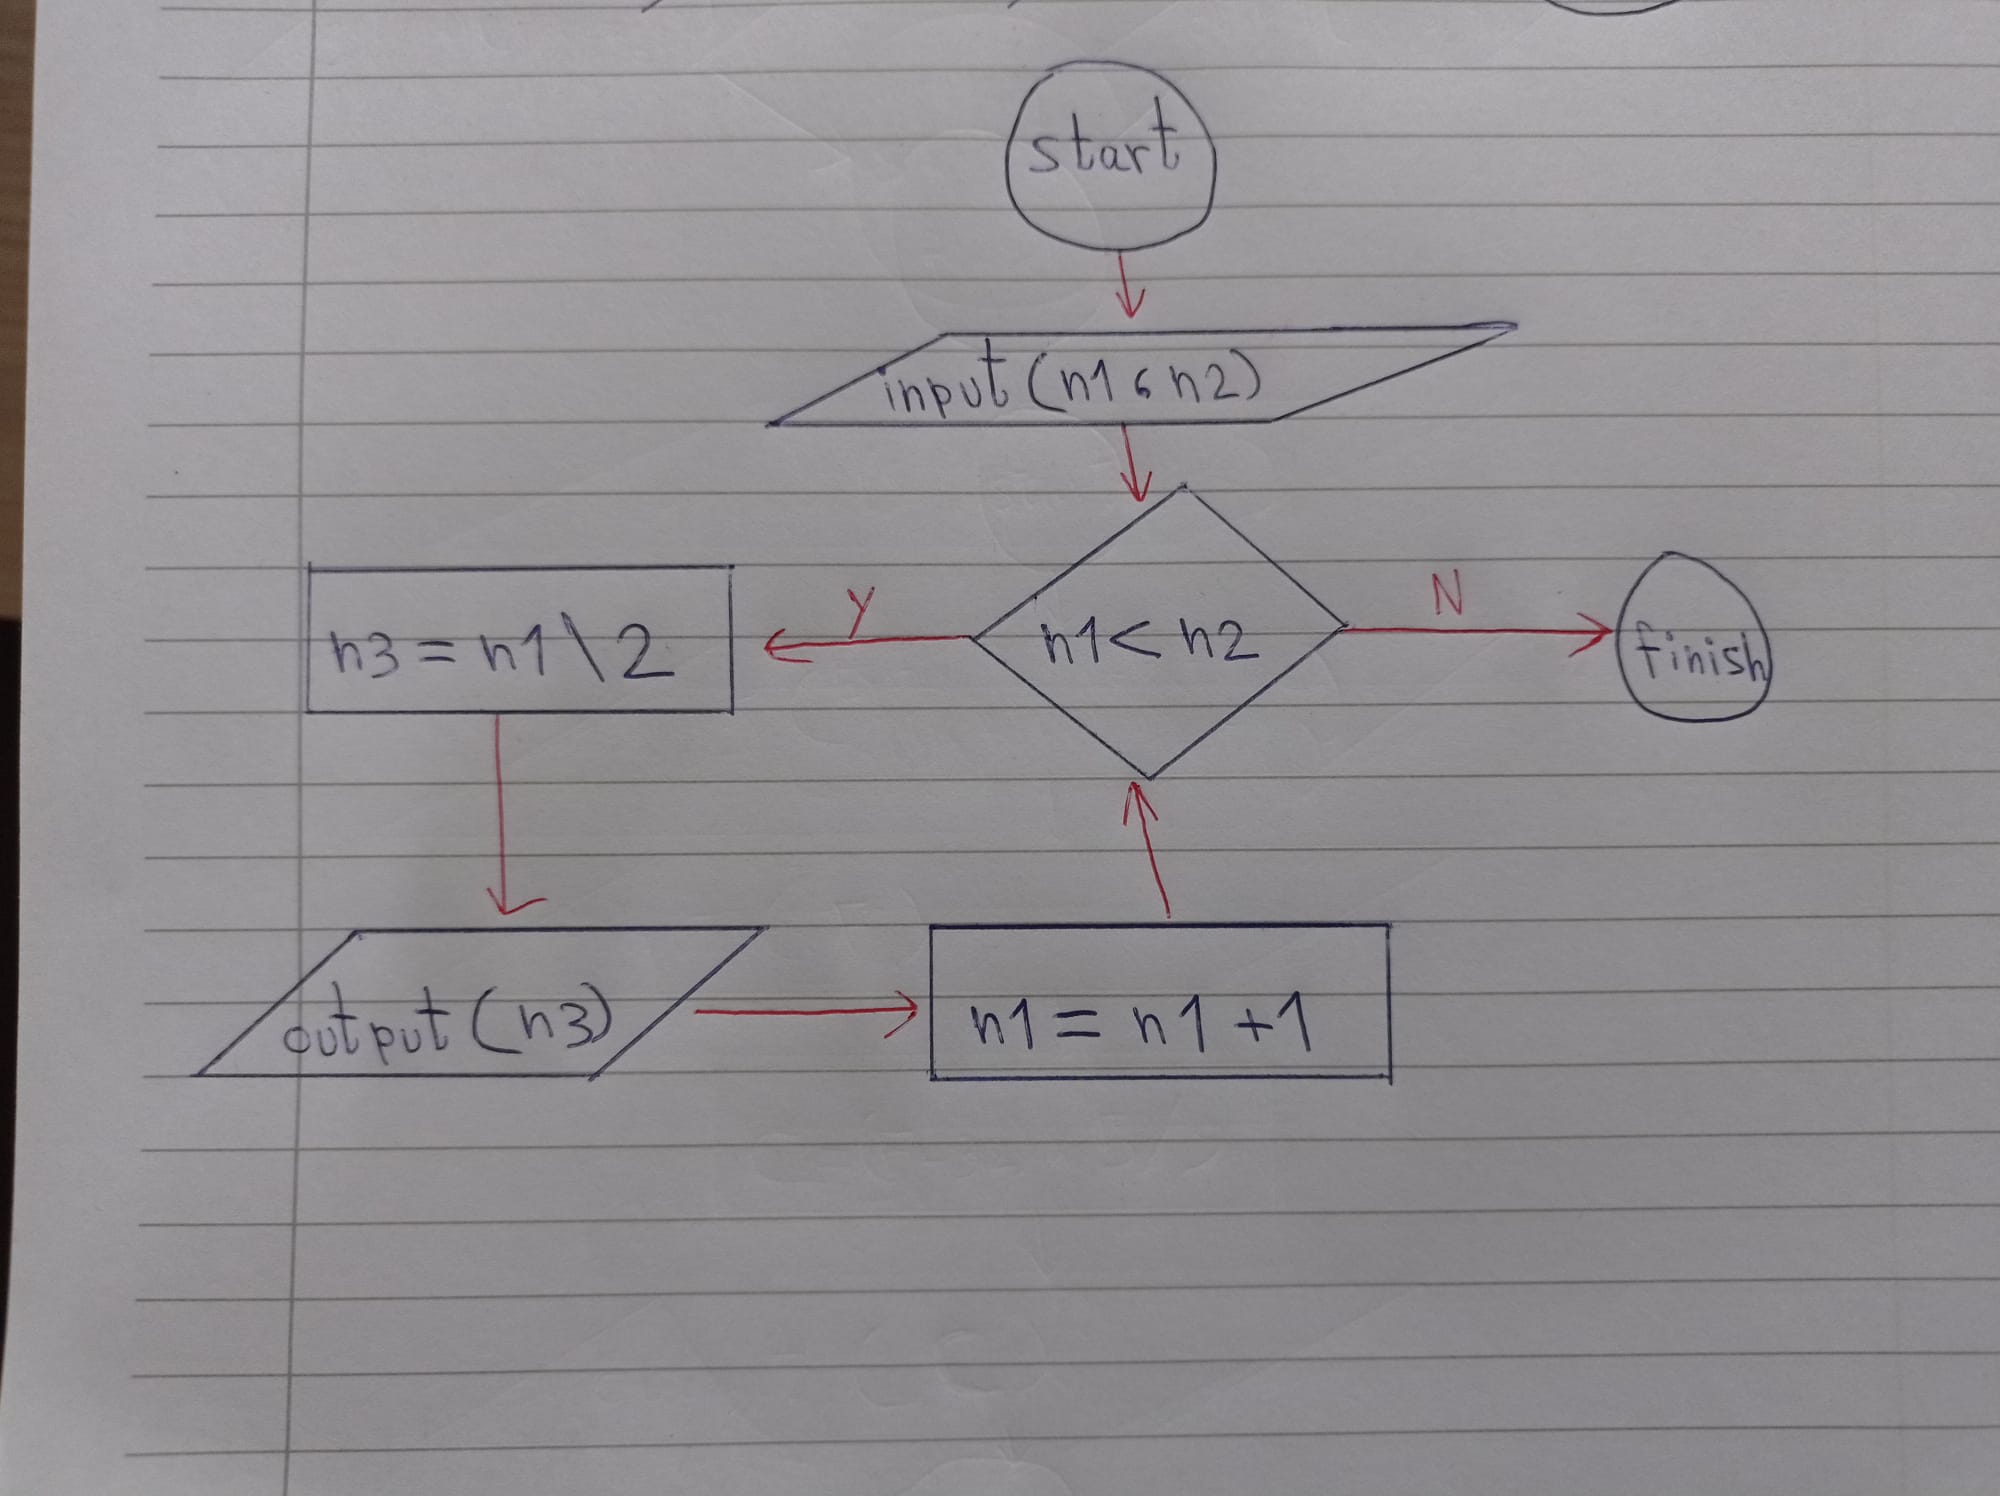 start
input (n1 ، n2)
n1 < n2
Y
N
n3 = n1 \ 2
finish
output (n3)
n1 = n1 + 1